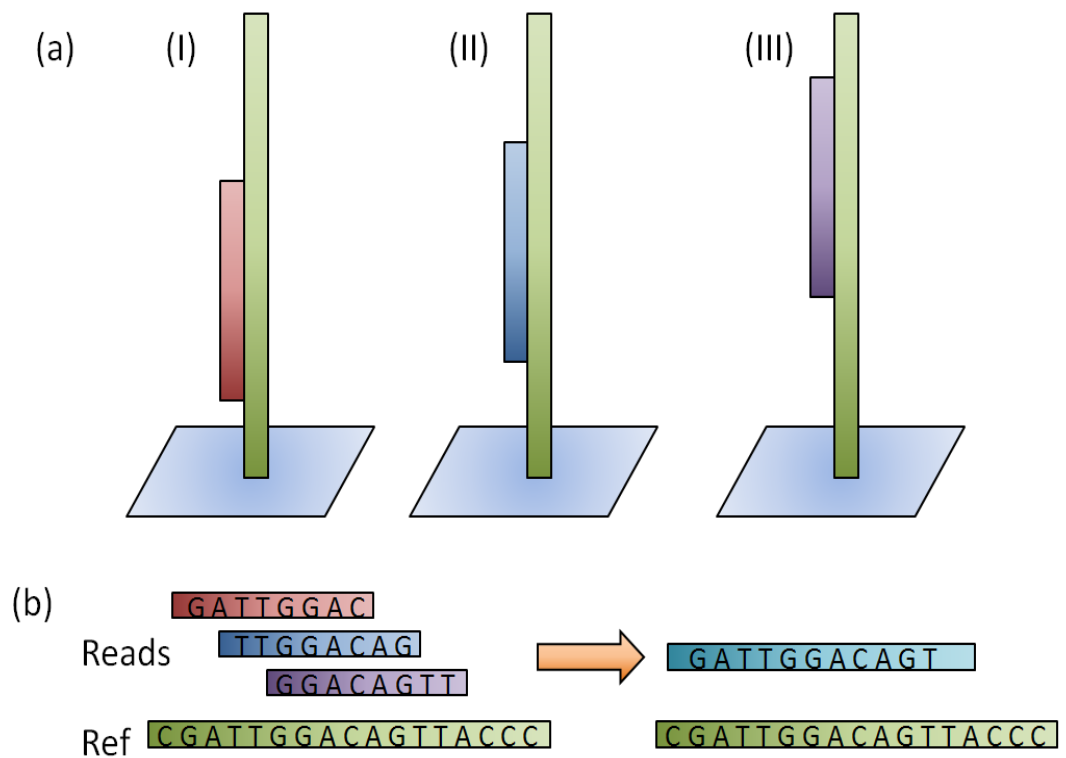 (a) (I) (II) (III)
(b)
GATTGGAC
Reads TTGGACAG GATTGGACAGT
GGACAGTT
Ref CGATTGGACAGTTACCC CGATTGGACAGTTACCC